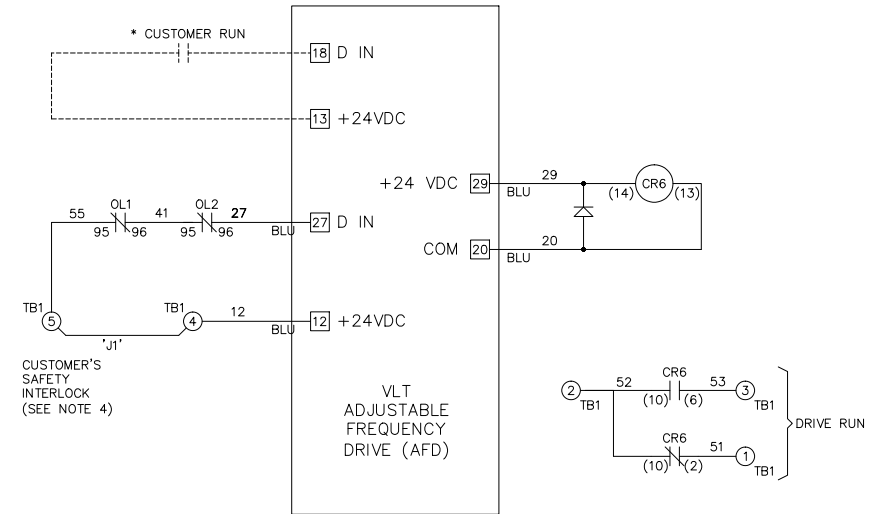 * CUSTOMER RUN
18 D IN
13 +24VDC
+24 VDC 29
BLU
29
(14) CR6 (13)
55
OL1
95 96
41
OL2
95 96
27
BLU
27 D IN
COM 20
BLU
20
TB1
5
'J1'
TB1
4
12
BLU
12 +24VDC
CUSTOMER'S
SAFETY
INTERLOCK
(SEE NOTE 4)
VLT
ADJUSTABLE
FREQUENCY
DRIVE (AFD)
2
TB1
52
CR6
(10) (6)
53
3
TB1
CR6
(10) (2)
51
1
TB1
DRIVE RUN